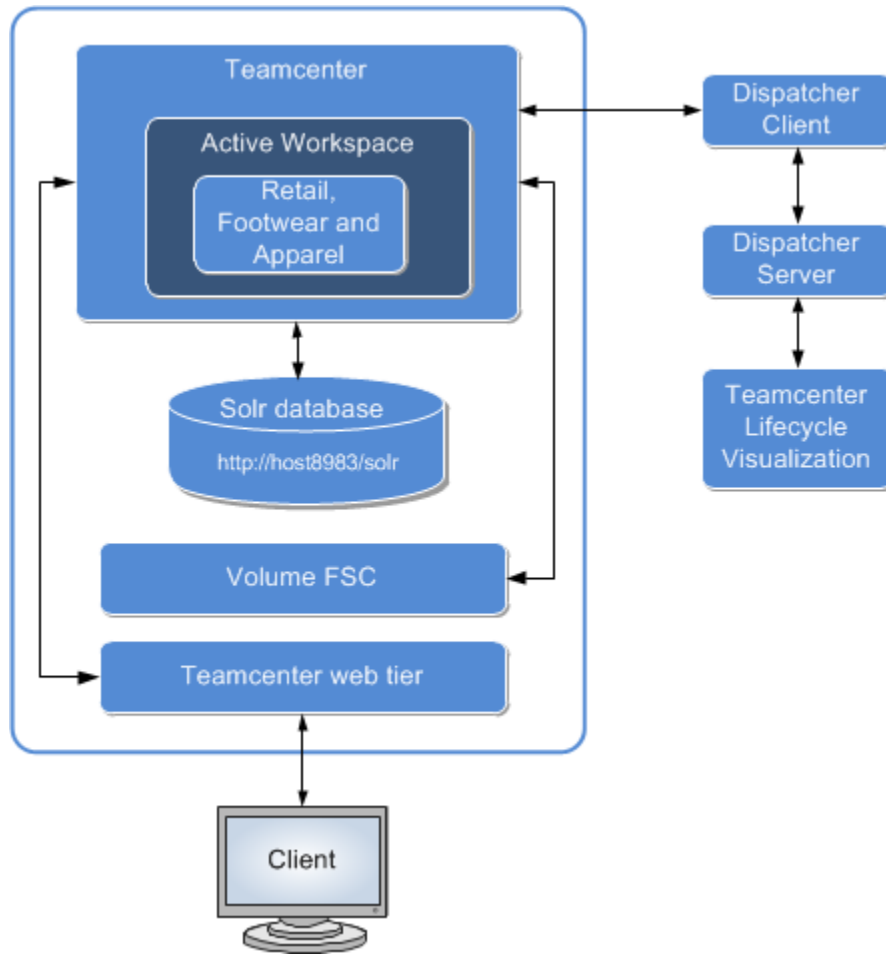 Teamcenter
Active Workspace
Retail,
Footwear and
Apparel
Dispatcher
Client
Dispatcher
Server
Teamcenter
Lifecycle
Visualization
Solr database
http://host8983/solr
Volume FSC
Teamcenter web tier
Client